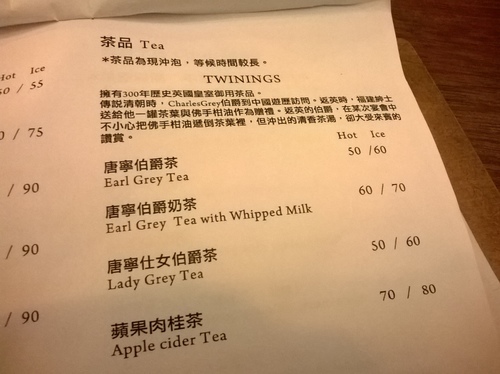 茶品 Tea
*茶品為現沖泡，等候時間較長。
TWININGS
擁有300年歷史英國皇室御用茶品。
傳說清朝時，CharlesGrey伯爵到中國遊歷訪問。返英時，福建紳士
送給他一罐茶葉與佛手柑油作為贈禮。返英的伯爵，在某次宴會中
不小心把佛手柑油遞倒茶葉裡，但沖出的清香茶湯，卻大受來賓的
讚賞。
Hot Ice
唐寧伯爵茶 50 /60
Earl Grey Tea
唐寧伯爵奶茶 60 / 70
Earl Grey Tea with Whipped Milk
唐寧仕女伯爵茶 50 / 60
Lady Grey Tea
蘋果肉桂茶 70 / 80
Apple cider Tea
Hot Ice
/ 55
/ 75
/ 90
/ 90
/ 90